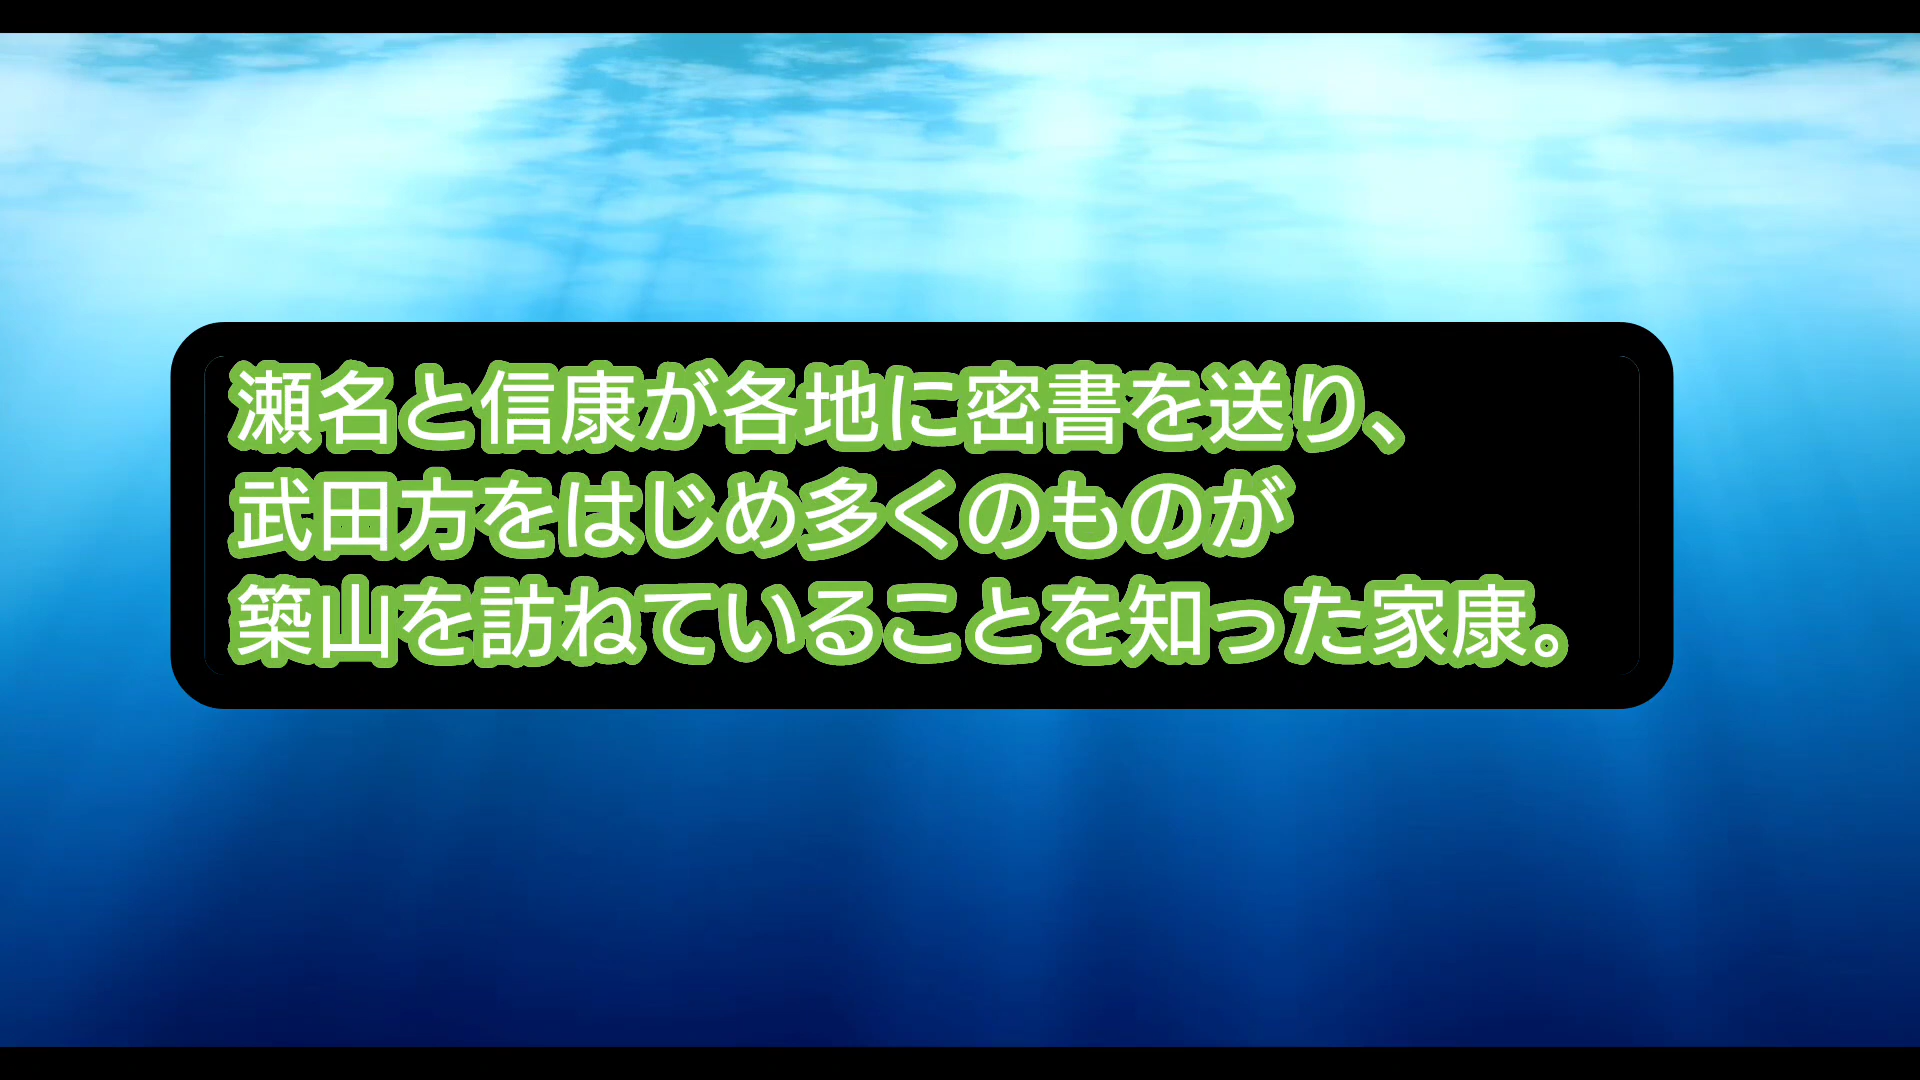 瀬名と信康が各地に密書を送り、
武田方をはじめ多くのものが
築山を訪ねていることを知った家康。